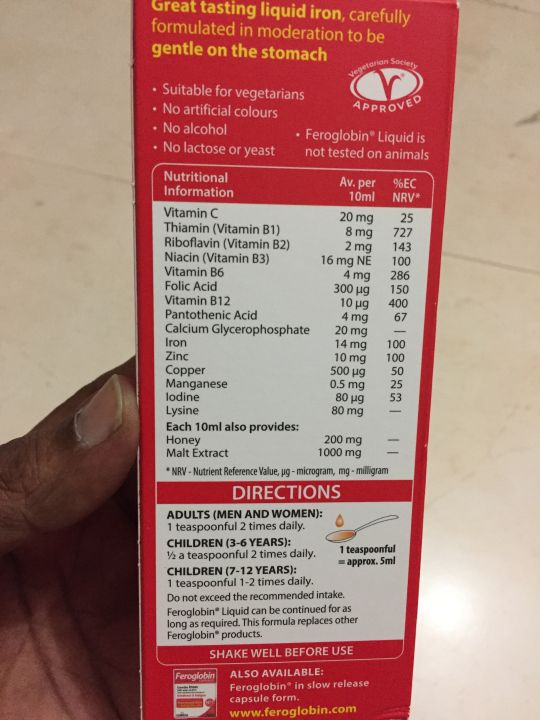 Great tasting liquid iron, carefully
formulated in moderation to be
gentle on the stomach
Vegetarian Society
V®
APPROVED
• Suitable for vegetarians
• No artificial colours
• No alcohol
• No lactose or yeast
• Feroglobin® Liquid is
not tested on animals
Nutritional Information Av. per 10ml %EC NRV*
Vitamin C 20 mg 25
Thiamin (Vitamin B1) 8 mg 727
Riboflavin (Vitamin B2) 2 mg 143
Niacin (Vitamin B3) 16 mg NE 100
Vitamin B6 4 mg 286
Folic Acid 300 µg 150
Vitamin B12 10 µg 400
Pantothenic Acid 4 mg 67
Calcium Glycerophosphate 20 mg —
Iron 14 mg 100
Zinc 10 mg 100
Copper 500 µg 50
Manganese 0.5 mg 25
Iodine 80 µg 53
Lysine 80 mg —
Each 10ml also provides:
Honey 200 mg —
Malt Extract 1000 mg —
* NRV - Nutrient Reference Value, µg - microgram, mg - milligram
DIRECTIONS
ADULTS (MEN AND WOMEN):
1 teaspoonful 2 times daily.
CHILDREN (3-6 YEARS):
½ a teaspoonful 2 times daily.
CHILDREN (7-12 YEARS):
1 teaspoonful 1-2 times daily.
1 teaspoonful
= approx. 5ml
Do not exceed the recommended intake.
Feroglobin® Liquid can be continued for as
long as required. This formula replaces other
Feroglobin® products.
SHAKE WELL BEFORE USE
Feroglobin
ALSO AVAILABLE:
Feroglobin® in slow release
capsule form.
www.feroglobin.com